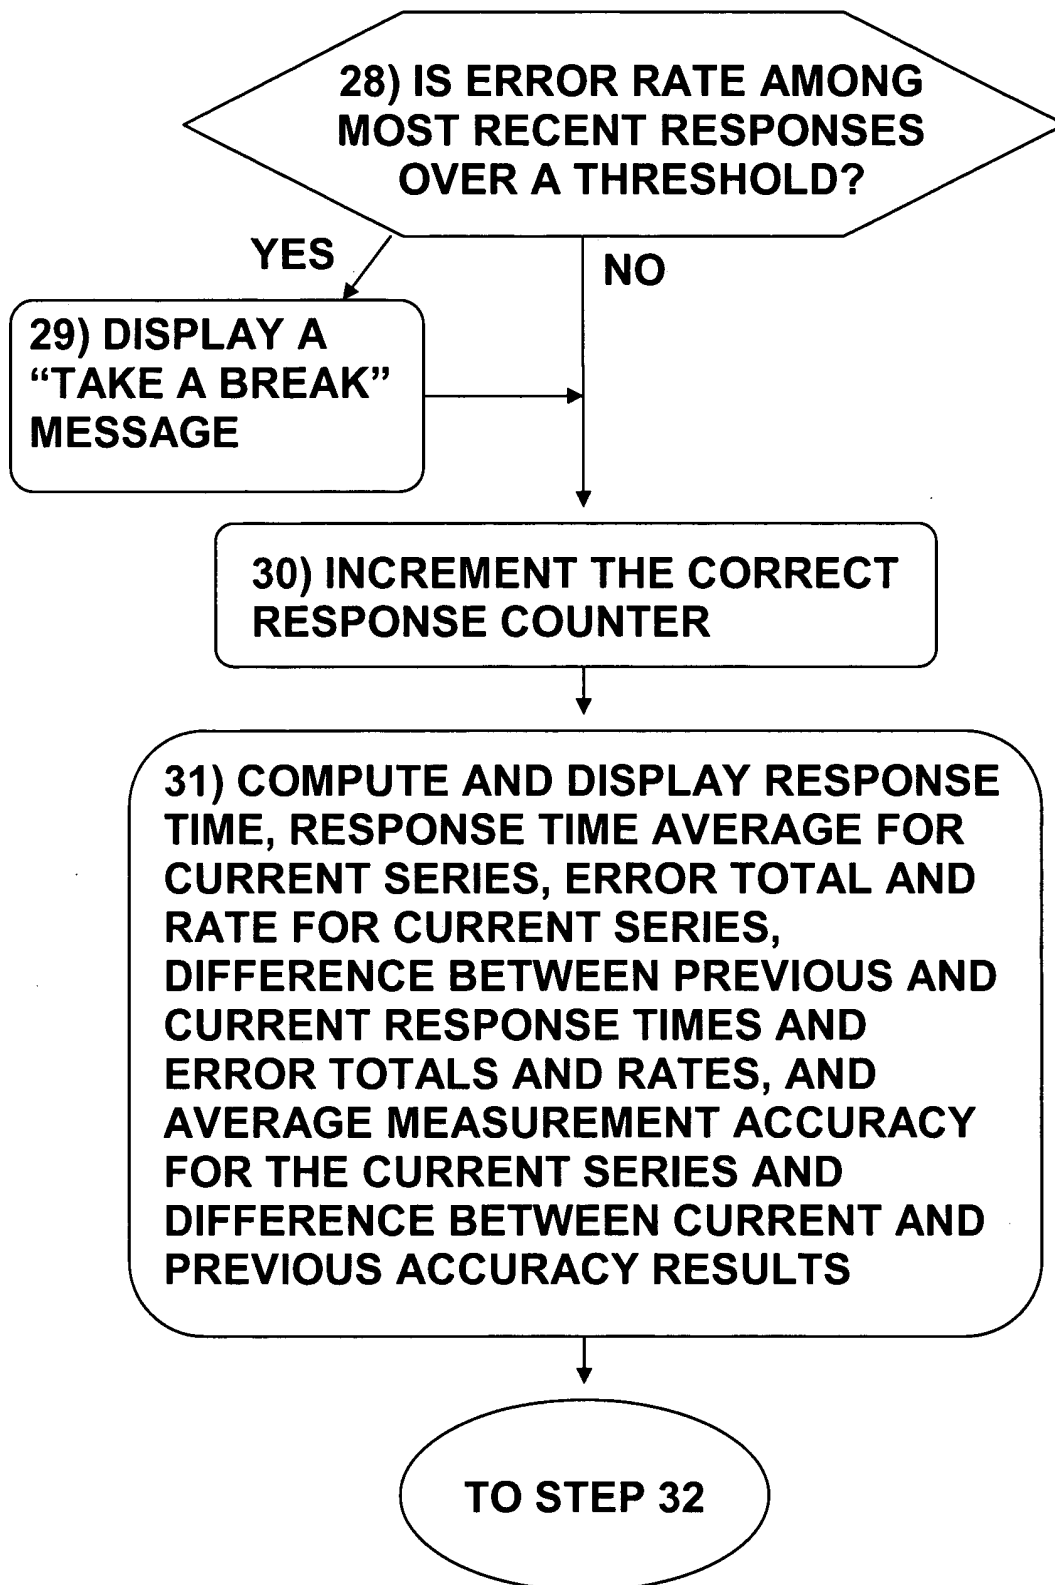 28) IS ERROR RATE AMONG
MOST RECENT RESPONSES
OVER A THRESHOLD?
YES
NO
29) DISPLAY A
“TAKE A BREAK”
MESSAGE
30) INCREMENT THE CORRECT
RESPONSE COUNTER
31) COMPUTE AND DISPLAY RESPONSE
TIME, RESPONSE TIME AVERAGE FOR
CURRENT SERIES, ERROR TOTAL AND
RATE FOR CURRENT SERIES,
DIFFERENCE BETWEEN PREVIOUS AND
CURRENT RESPONSE TIMES AND
ERROR TOTALS AND RATES, AND
AVERAGE MEASUREMENT ACCURACY
FOR THE CURRENT SERIES AND
DIFFERENCE BETWEEN CURRENT AND
PREVIOUS ACCURACY RESULTS
TO STEP 32